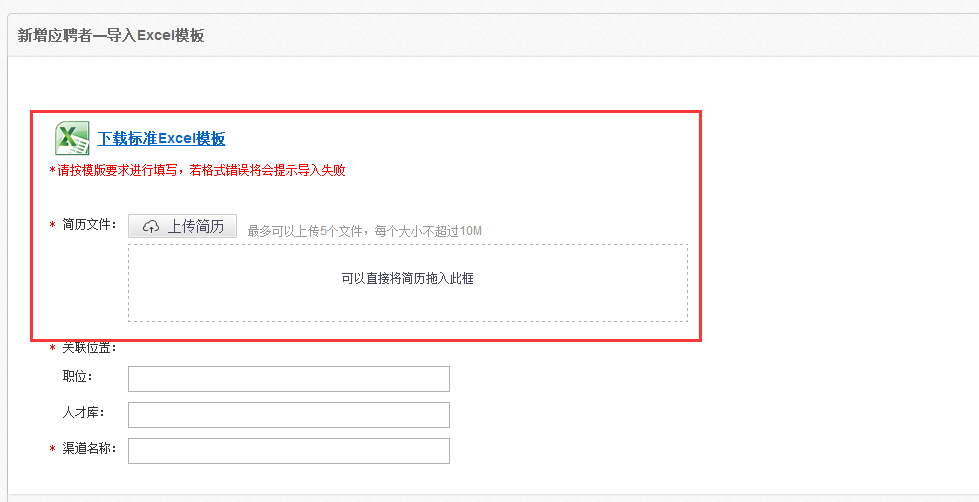 新增应聘者—导入Excel模板
下载标准Excel模板
*请按模版要求进行填写，若格式错误将会提示导入失败
* 简历文件： 上传简历 最多可以上传5个文件，每个大小不超过10M
可以直接将简历拖入此框
* 关联位置：
职位：
人才库：
* 渠道名称：